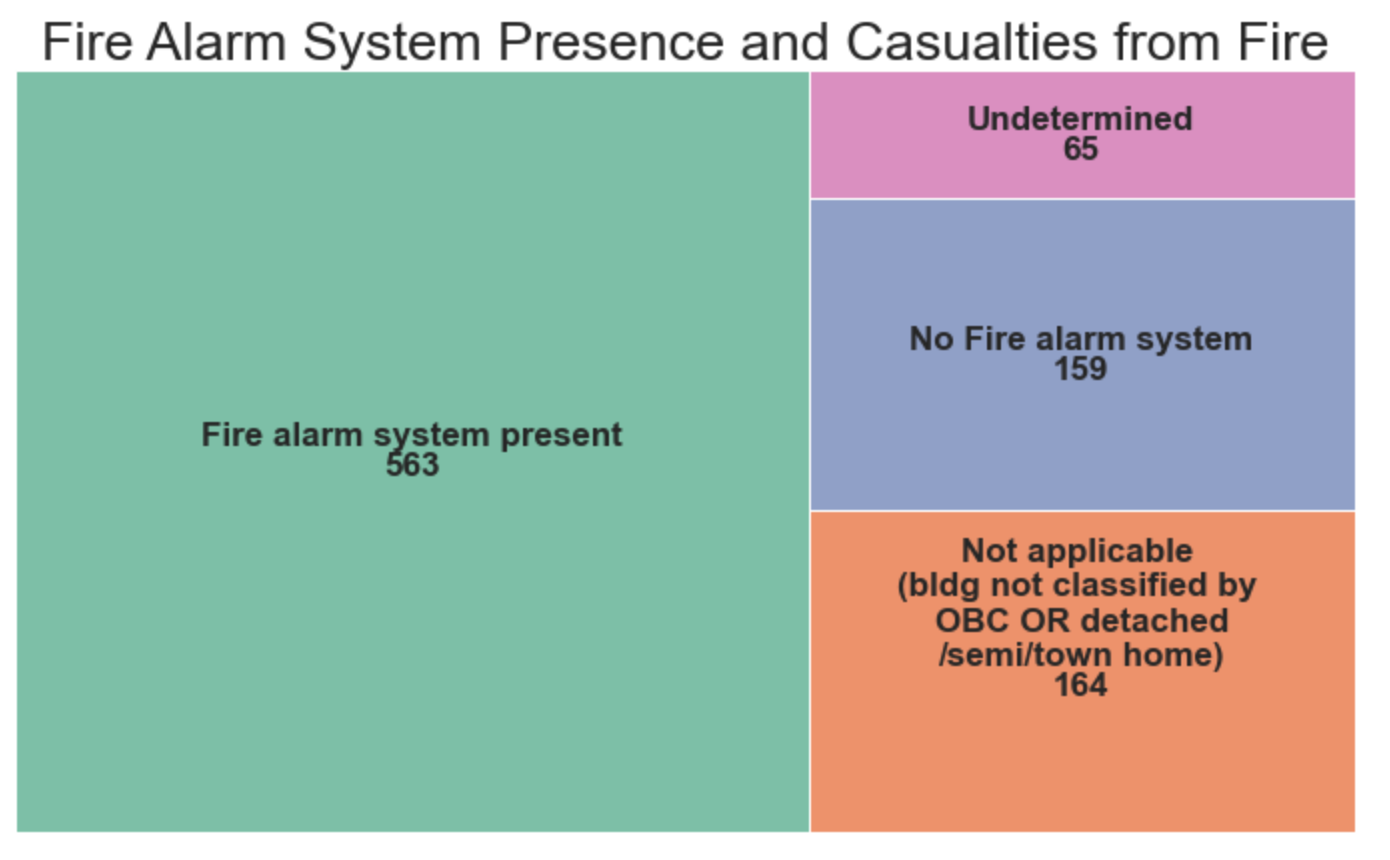 Fire Alarm System Presence and Casualties from Fire
Fire alarm system present
563
Undetermined
65
No Fire alarm system
159
Not applicable
(bldg not classified by
OBC OR detached
/semi/town home)
164